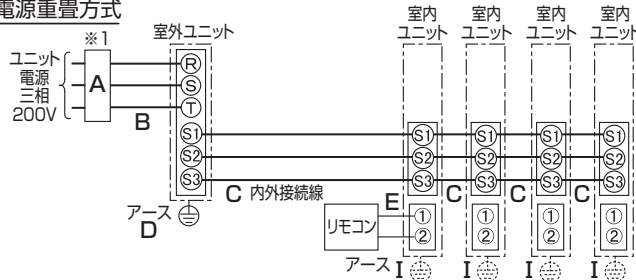 電源重畳方式
※1
室外ユニット
室内
ユニット
室内
ユニット
室内
ユニット
室内
ユニット
ユニット
電源
三相
200V
A
B
R
S
T
S1
S2
S3
S1
S2
S3
S1
S2
S3
S1
S2
S3
S1
S2
S3
C 内外接続線
C
C
C
アース
D
リモコン
E
①
②
①
②
①
②
①
②
アース I
I
I
I